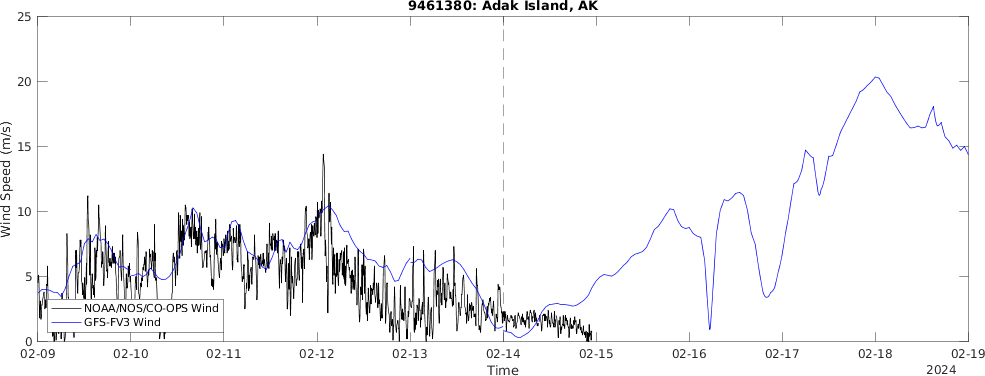 9461380: Adak Island, AK
Wind Speed (m/s)
25
20
15
10
5
0
NOAA/NOS/CO-OPS Wind
GFS-FV3 Wind
02-09 02-10 02-11 02-12 02-13 02-14 02-15 02-16 02-17 02-18 02-19
Time
2024